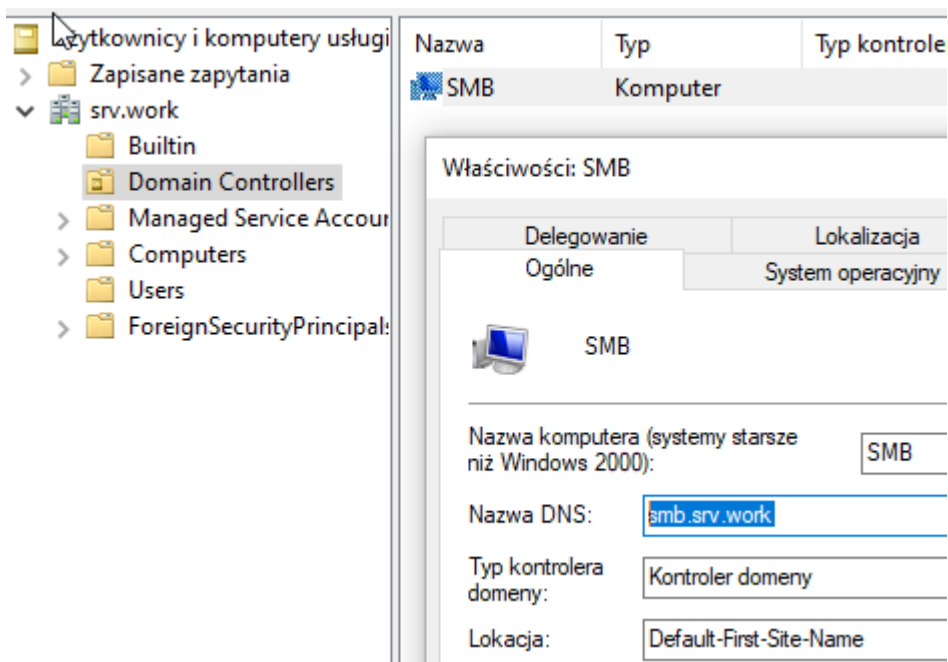 Użytkownicy i komputery usługi
Zapisane zapytania
srv.work
Builtin
Domain Controllers
Managed Service Accour
Computers
Users
ForeignSecurityPrincipals
Nazwa Typ Typ kontrole
SMB Komputer
Właściwości: SMB
Delegowanie Lokalizacja
Ogólne System operacyjny
SMB
Nazwa komputera (systemy starsze
niż Windows 2000): SMB
Nazwa DNS: smb.srv.work
Typ kontrolera
domeny: Kontroler domeny
Lokacja: Default-First-Site-Name